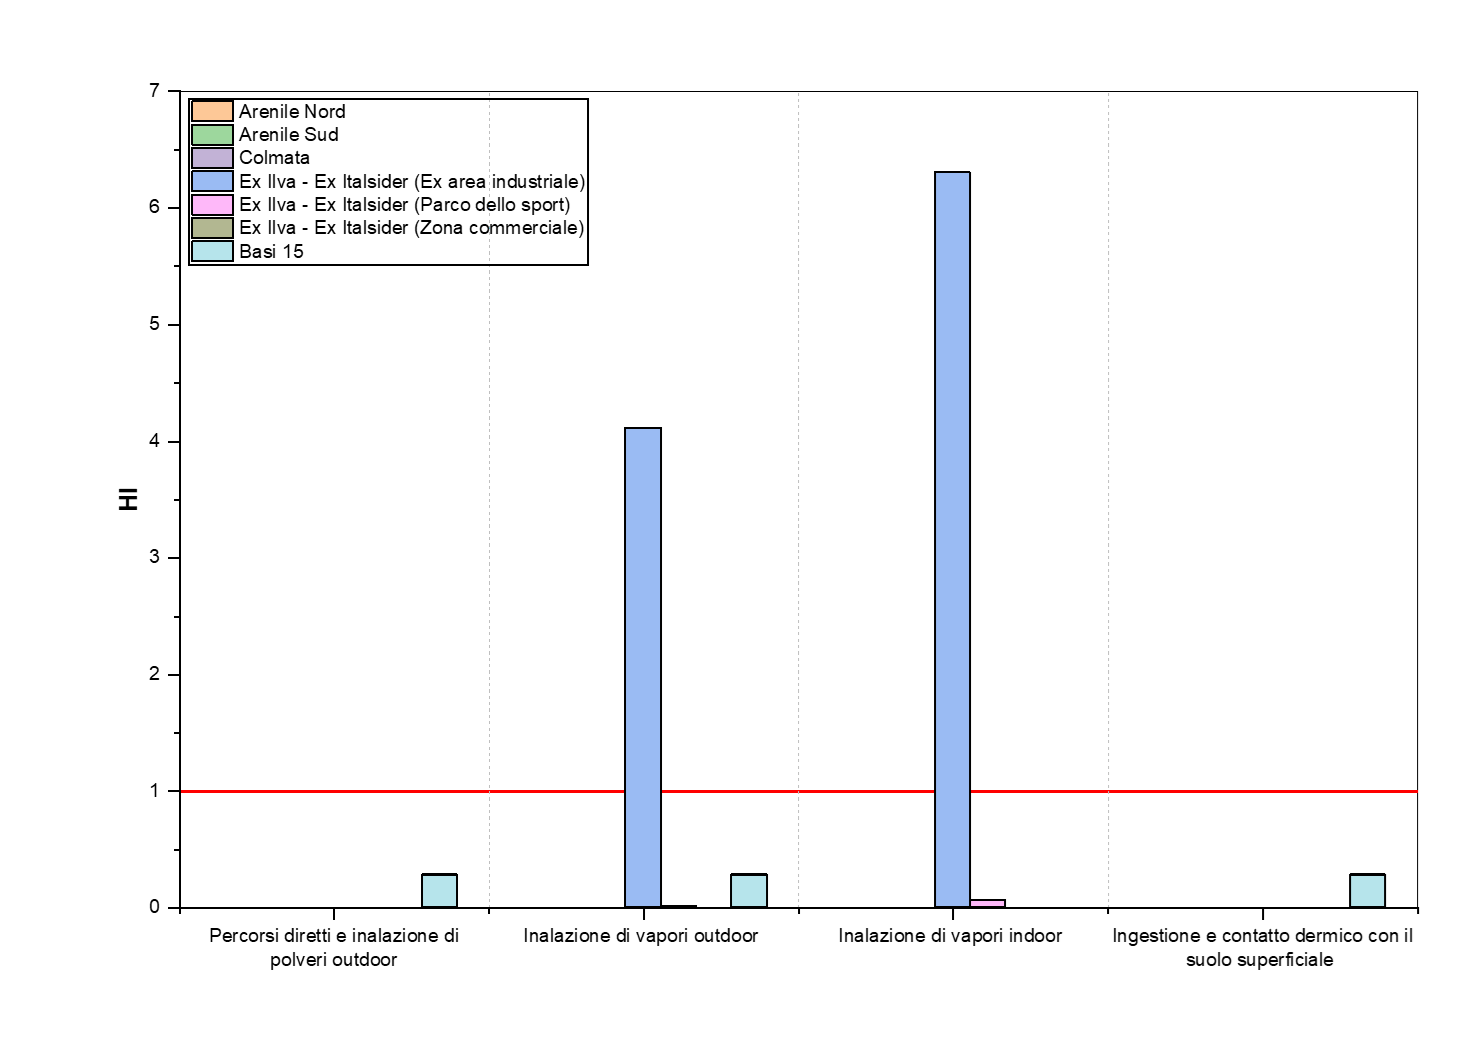 7
6
5
4
3
2
1
0
HI
Arenile Nord
Arenile Sud
Colmata
Ex Ilva - Ex Italsider (Ex area industriale)
Ex Ilva - Ex Italsider (Parco dello sport)
Ex Ilva - Ex Italsider (Zona commerciale)
Basi 15
Percorsi diretti e inalazione di
polveri outdoor
Inalazione di vapori outdoor
Inalazione di vapori indoor
Ingestione e contatto dermico con il
suolo superficiale